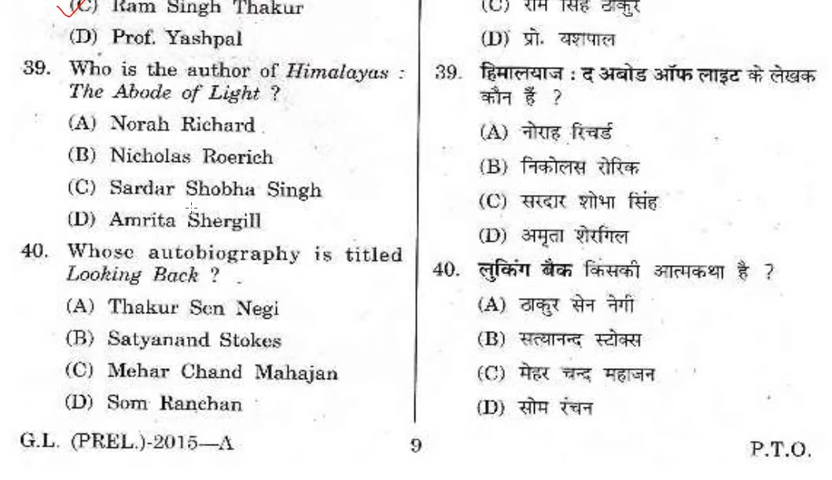 (C) Ram Singh Thakur
(D) Prof. Yashpal
39. Who is the author of Himalayas :
The Abode of Light ?
(A) Norah Richard
(B) Nicholas Roerich
(C) Sardar Shobha Singh
(D) Amrita Shergill
40. Whose autobiography is titled
Looking Back ?
(A) Thakur Sen Negi
(B) Satyanand Stokes
(C) Mehar Chand Mahajan
(D) Som Ranchan
(C) राम सिंह ठाकुर
(D) प्रो. यशपाल
39. हिमालयाज : द अबोड ऑफ लाइट के लेखक
कौन हैं ?
(A) नोराह रिचर्ड
(B) निकोलस रोरिक
(C) सरदार शोभा सिंह
(D) अमृता शेरगिल
40. लुकिंग बैक किसकी आत्मकथा है ?
(A) ठाकुर सेन नेगी
(B) सत्यानन्द स्टोक्स
(C) मेहर चन्द महाजन
(D) सोम रंचन
G.L. (PREL.)-2015—A 9 P.T.O.